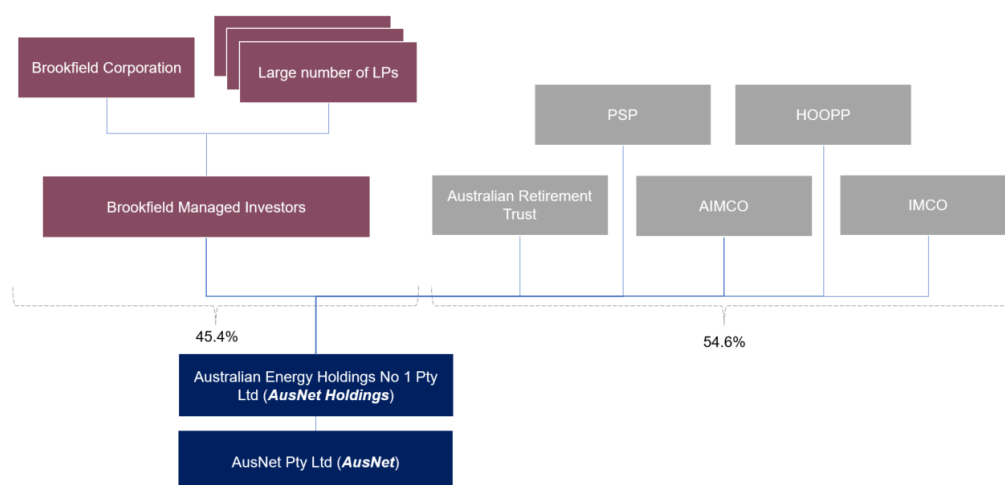 Brookfield Corporation
Large number of LPs
PSP
HOOPP
Brookfield Managed Investors
Australian Retirement
Trust
AIMCO
IMCO
45.4%
54.6%
Australian Energy Holdings No 1 Pty
Ltd (AusNet Holdings)
AusNet Pty Ltd (AusNet)